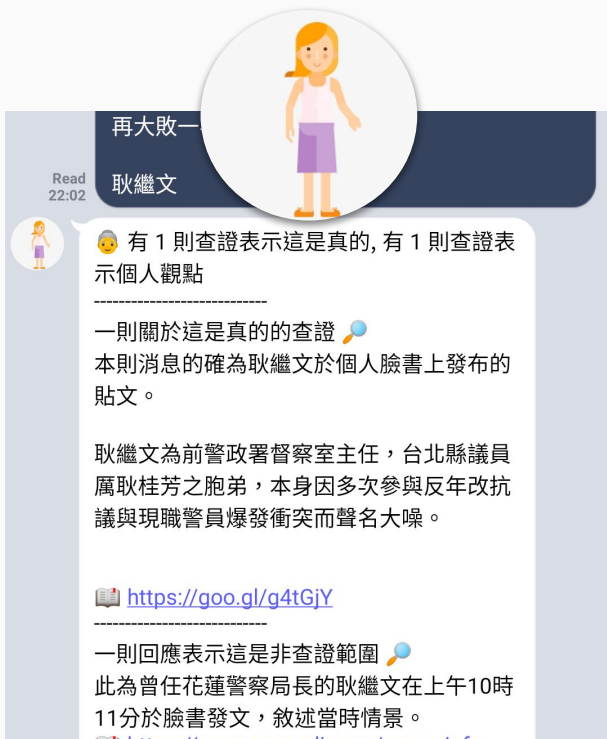 再大敗一
Read
22:02
耿繼文
有 1 則查證表示這是真的, 有 1 則查證表
示個人觀點
----------------------------
一則關於這是真的的查證
本則消息的確為耿繼文於個人臉書上發布的
貼文。
耿繼文為前警政署督察室主任，台北縣議員
厲耿桂芳之胞弟，本身因多次參與反年改抗
議與現職警員爆發衝突而聲名大噪。
https://goo.gl/g4tGjY
----------------------------
一則回應表示這是非查證範圍
此為曾任花蓮警察局長的耿繼文在上午10時
11分於臉書發文，敘述當時情景。